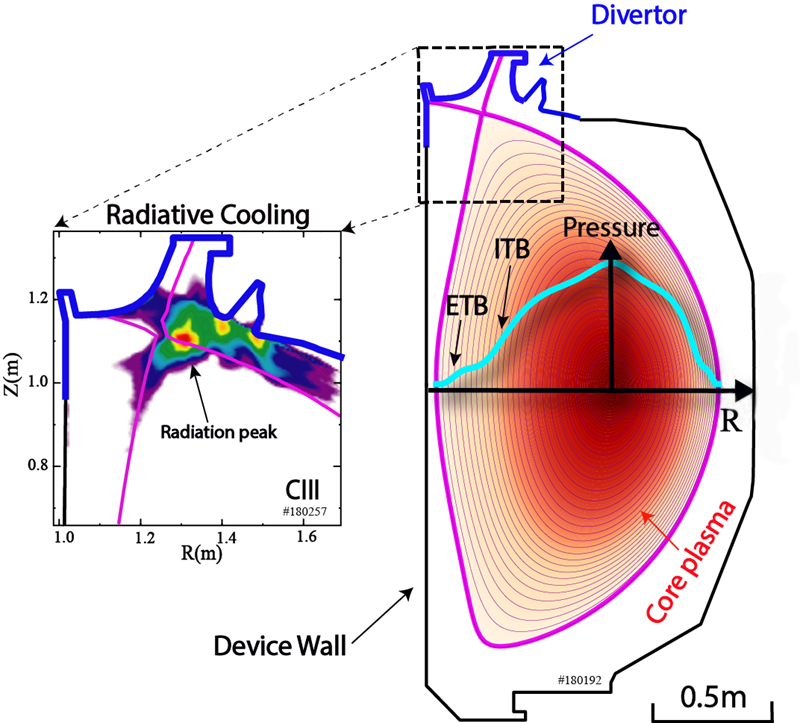 Divertor
Radiative Cooling
Pressure
ITB
ETB
1.2
1.0
0.8
Z(m)
Radiation peak
CIII
#180257
1.0
1.2
1.4
1.6
R(m)
R
Core plasma
Device Wall
#180192
0.5m